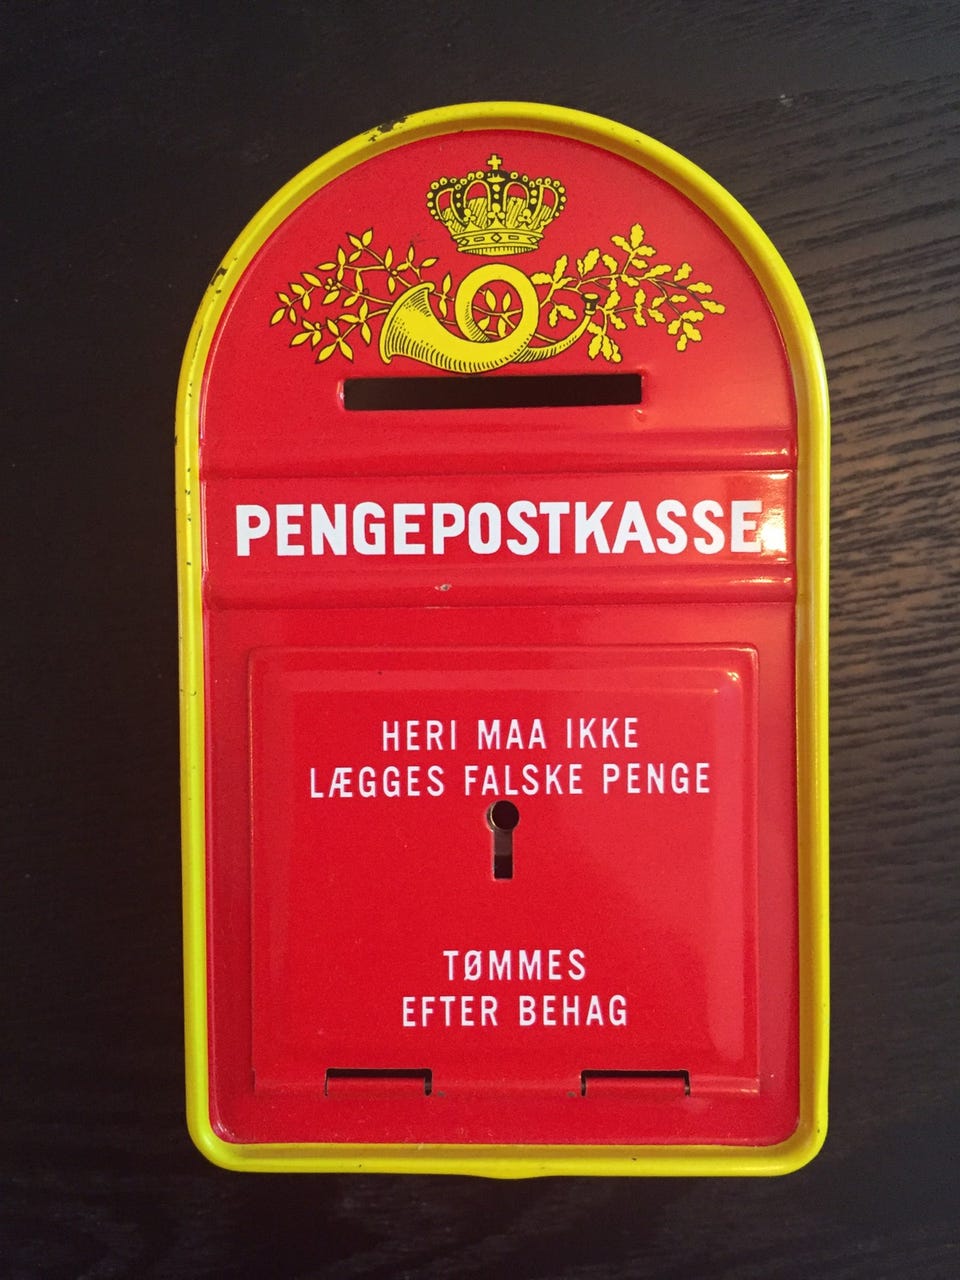 PENGEPOSTKASSE
HERI MAA IKKE
LÆGGES FALSKE PENGE
TØMMES
EFTER BEHAG